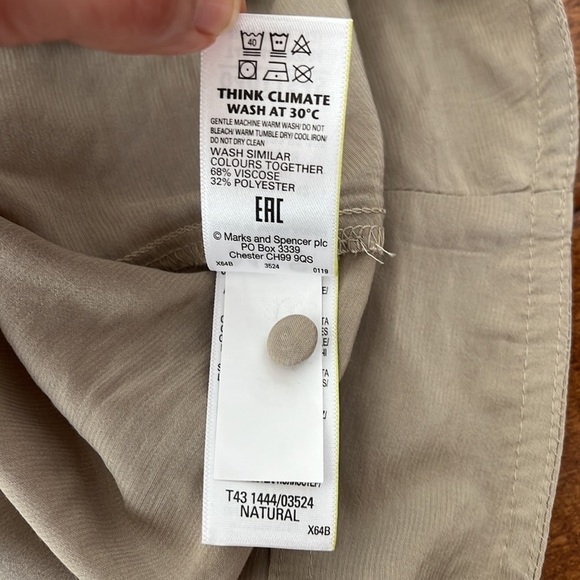 40
THINK CLIMATE
WASH AT 30°C
GENTLE MACHINE WARM WASH/ DO NOT
BLEACH/ WARM TUMBLE DRY/ COOL IRON/
DO NOT DRY CLEAN
WASH SIMILAR
COLOURS TOGETHER
68% VISCOSE
32% POLYESTER
EAC
© Marks and Spencer plc
PO Box 3339
Chester CH99 9QS
X64B 3524 0119
T43 1444/03524
NATURAL
X64B